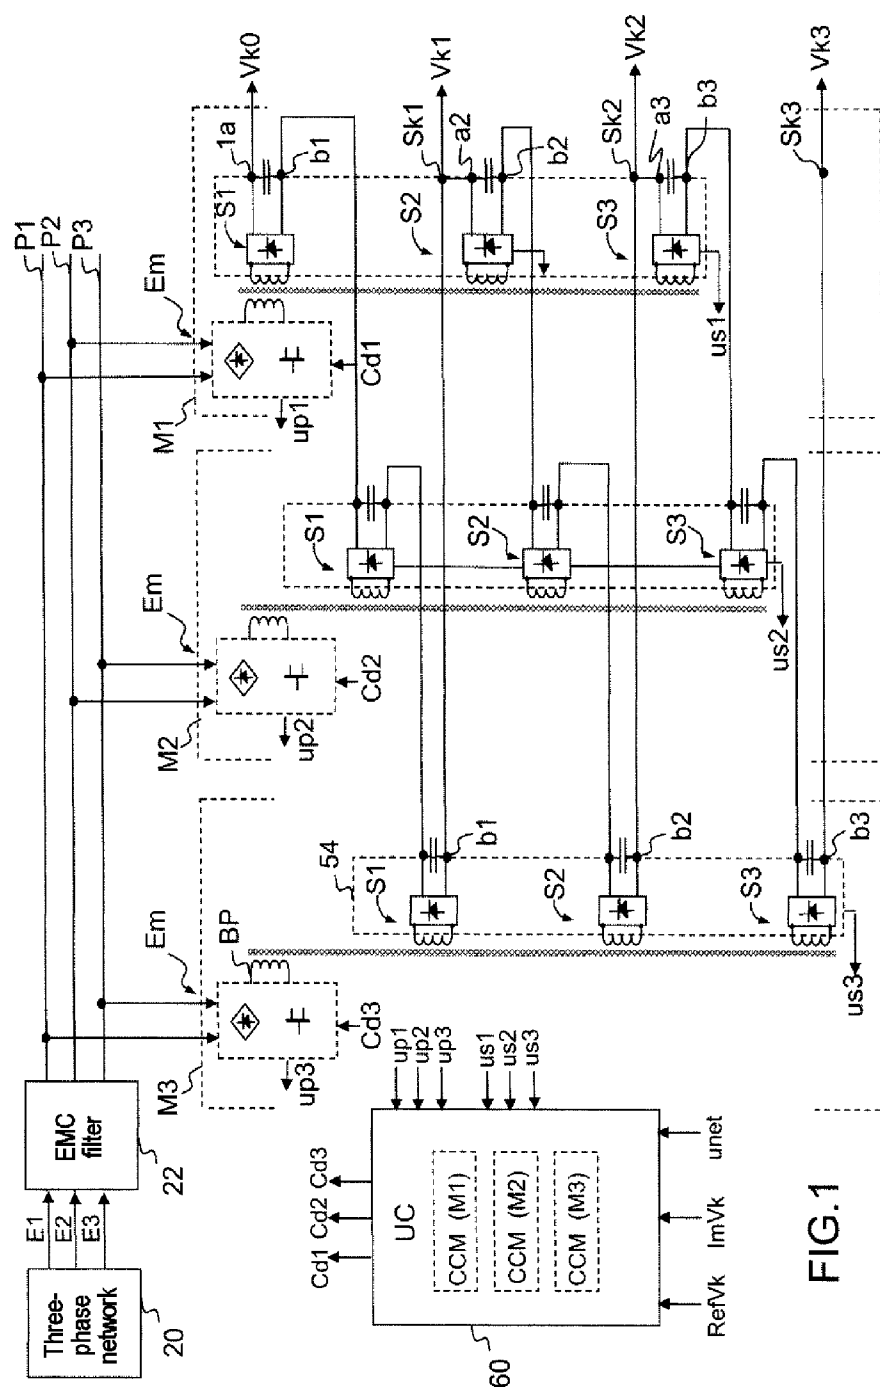 Three-
phase
network
20
E1
E2
E3
EMC
filter
22
P1
P2
P3
M3
Em
BP
up3
Cd3
M2
Em
up2
Cd2
M1
Em
up1
Cd1
54
S1
b1
S2
b2
S3
b3
us3
S1
S2
S3
us2
S1
1a
b1
Vk0
S2
Sk1
a2
b2
Vk1
S3
Sk2
a3
b3
Vk2
us1
Sk3
Vk3
60
UC
Cd1
Cd2
Cd3
CCM (M1)
CCM (M2)
CCM (M3)
up1
up2
up3
us1
us2
us3
RefVk
ImVk
unet
FIG.1